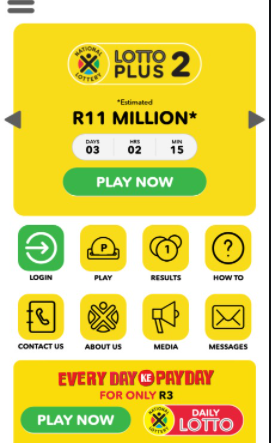 NATIONAL
LOTTERY
LOTTO
PLUS 2
*Estimated
R11 MILLION*
DAYS HRS MIN
03 02 15
PLAY NOW
P
1
?
LOGIN PLAY RESULTS HOW TO
CONTACT US ABOUT US MEDIA MESSAGES
EVERY DAY KE PAYDAY
FOR ONLY R3
PLAY NOW
DAILY
LOTTO